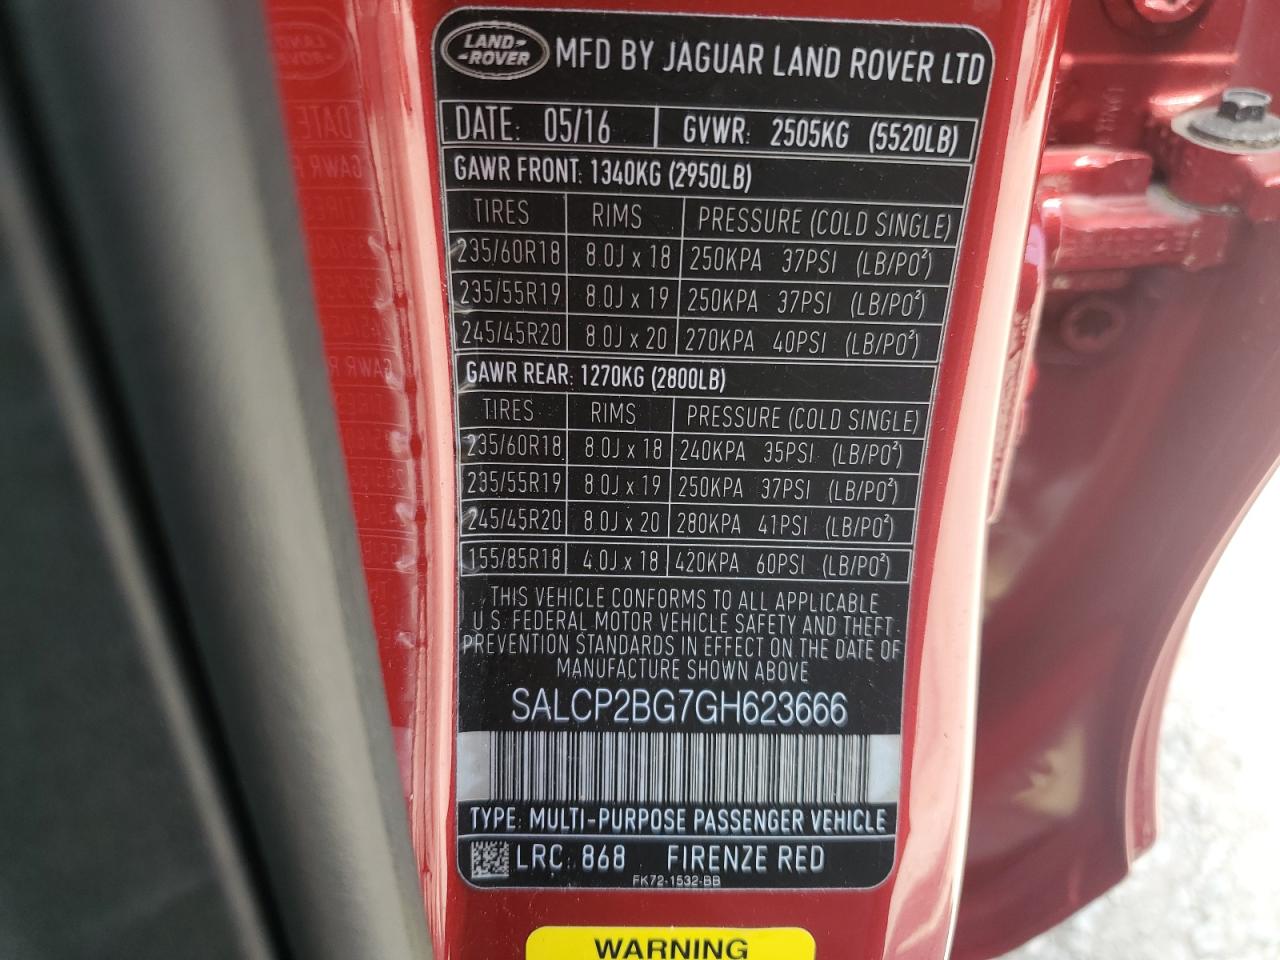 LAND-
-ROVER
MFD BY JAGUAR LAND ROVER LTD
DATE: 05/16 GVWR: 2505KG (5520LB)
GAWR FRONT: 1340KG (2950LB)
TIRES RIMS PRESSURE (COLD SINGLE)
235/60R18 8.0J x 18 250KPA 37PSI (LB/PO²)
235/55R19 8.0J x 19 250KPA 37PSI (LB/PO²)
245/45R20 8.0J x 20 270KPA 40PSI (LB/PO²)
GAWR REAR: 1270KG (2800LB)
TIRES RIMS PRESSURE (COLD SINGLE)
235/60R18 8.0J x 18 240KPA 35PSI (LB/PO²)
235/55R19 8.0J x 19 250KPA 37PSI (LB/PO²)
245/45R20 8.0J x 20 280KPA 41PSI (LB/PO²)
155/85R18 4.0J x 18 420KPA 60PSI (LB/PO²)
THIS VEHICLE CONFORMS TO ALL APPLICABLE
U.S. FEDERAL MOTOR VEHICLE SAFETY AND THEFT
PREVENTION STANDARDS IN EFFECT ON THE DATE OF
MANUFACTURE SHOWN ABOVE
SALCP2BG7GH623666
TYPE: MULTI-PURPOSE PASSENGER VEHICLE
LRC: 868 FIRENZE RED
FK72-1532-BB
WARNING